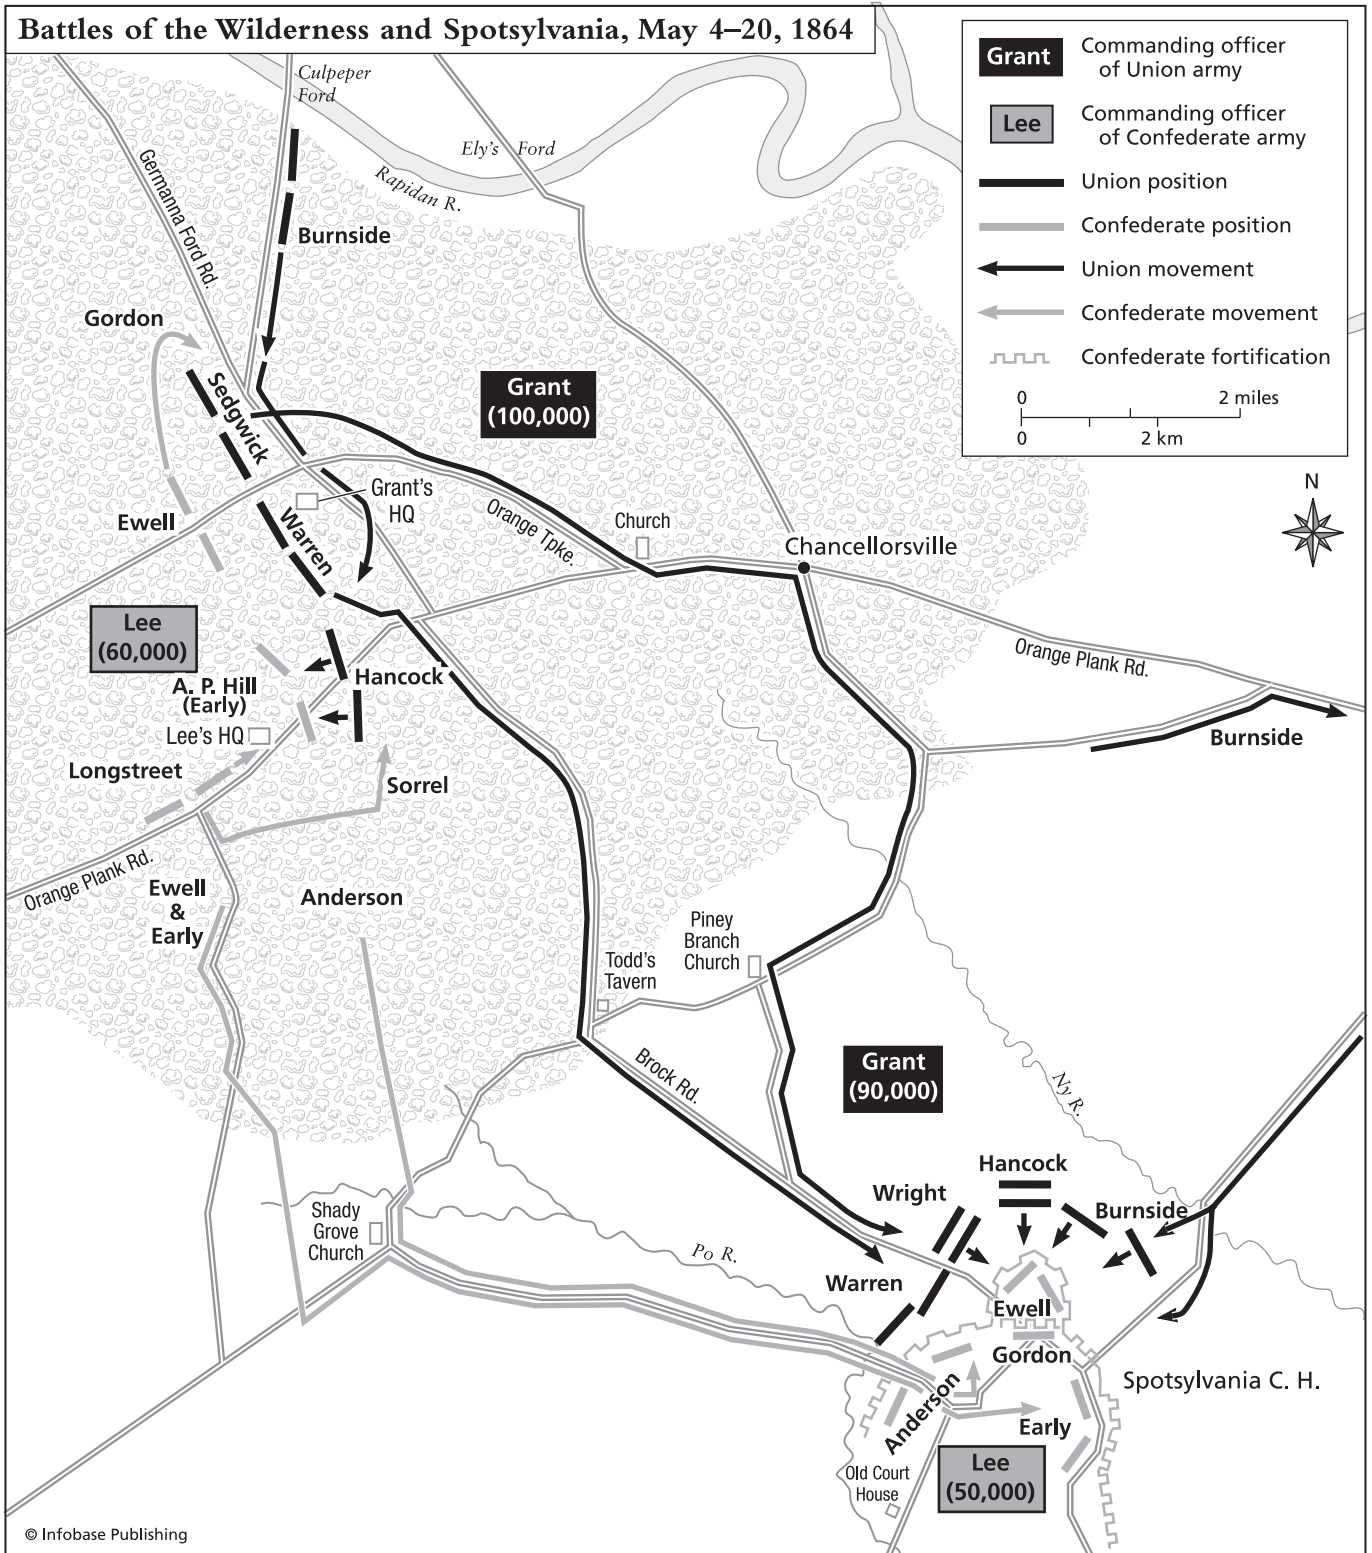 Battles of the Wilderness and Spotsylvania, May 4–20, 1864
Grant
Commanding officer
of Union army
Lee
Commanding officer
of Confederate army
Union position
Confederate position
Union movement
Confederate movement
Confederate fortification
0
2 miles
0
2 km
N
Culpeper
Ford
Ely's Ford
Rapidan R.
Germanna Ford Rd.
Burnside
Gordon
Sedgwick
Grant
(100,000)
Grant's
HQ
Ewell
Warren
Orange Tpke.
Church
Chancellorsville
Lee
(60,000)
Orange Plank Rd.
A. P. Hill
(Early)
Hancock
Lee's HQ
Burnside
Longstreet
Sorrel
Orange Plank Rd.
Ewell
&
Early
Anderson
Piney
Branch
Church
Todd's
Tavern
Brock Rd.
Grant
(90,000)
Ny R.
Hancock
Wright
Burnside
Shady
Grove
Church
Po R.
Warren
Ewell
Gordon
Spotsylvania C. H.
Anderson
Early
Old Court
House
Lee
(50,000)
© Infobase Publishing